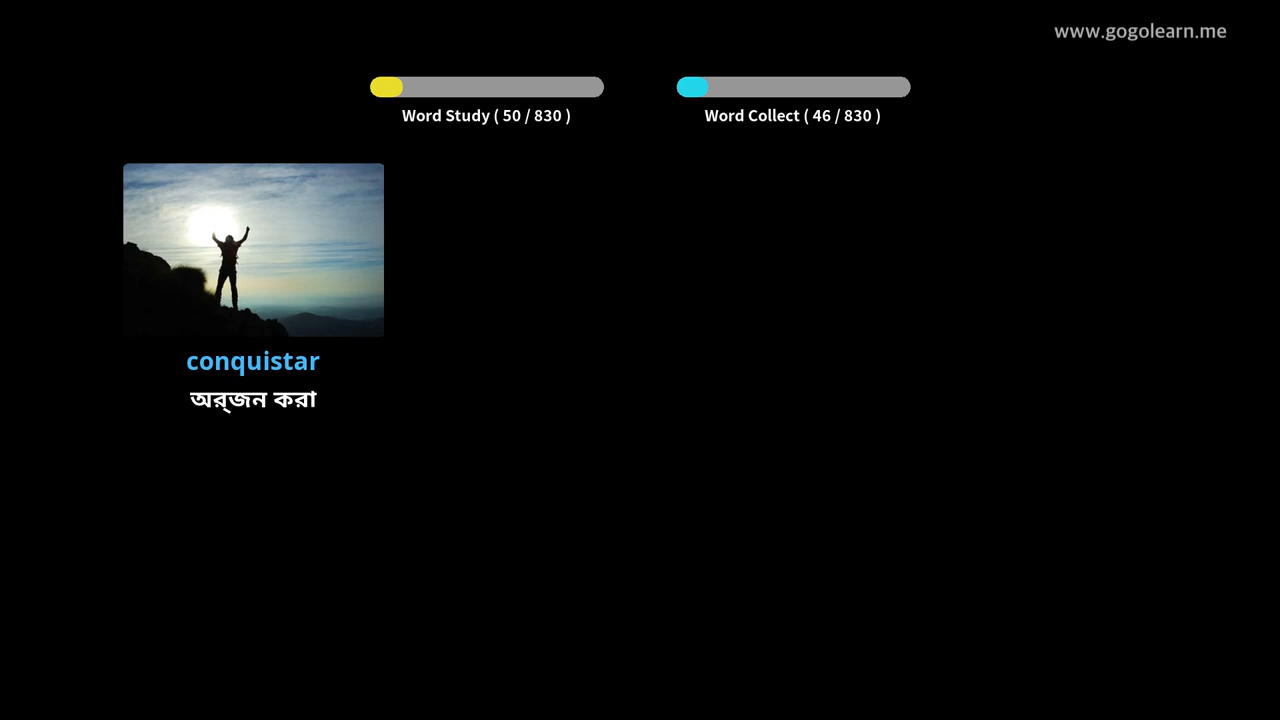 www.gogolearn.me
Word Study ( 50 / 830 )
Word Collect ( 46 / 830 )
conquistar
অর্জন করা